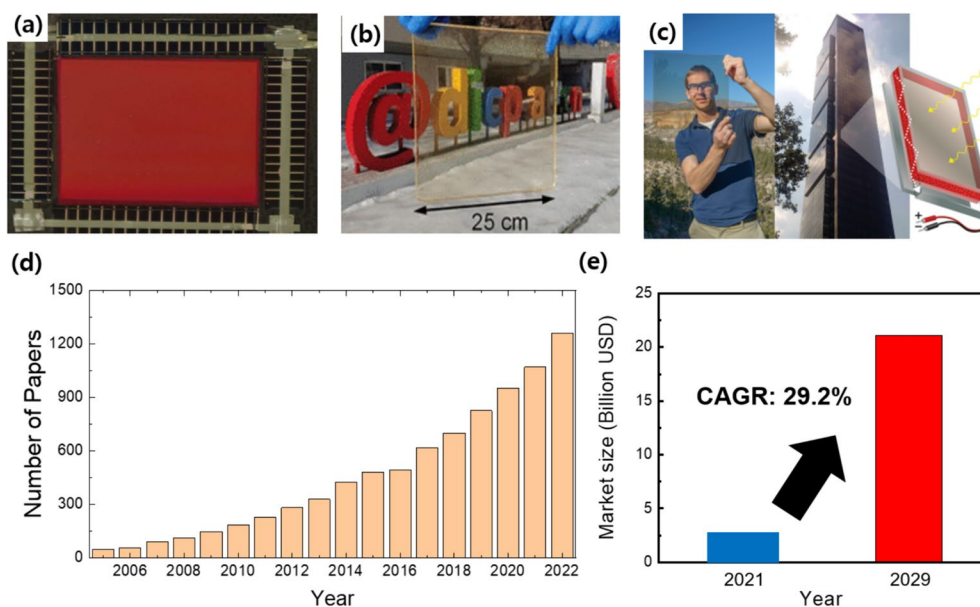 (a)
(b)
25 cm
(c)
+
−
(d)
1500
1200
900
600
300
0
Number of Papers
2006 2008 2010 2012 2014 2016 2018 2020 2022
Year
(e)
25
20
15
10
5
0
Market size (Billion USD)
CAGR: 29.2%
2021 2029
Year